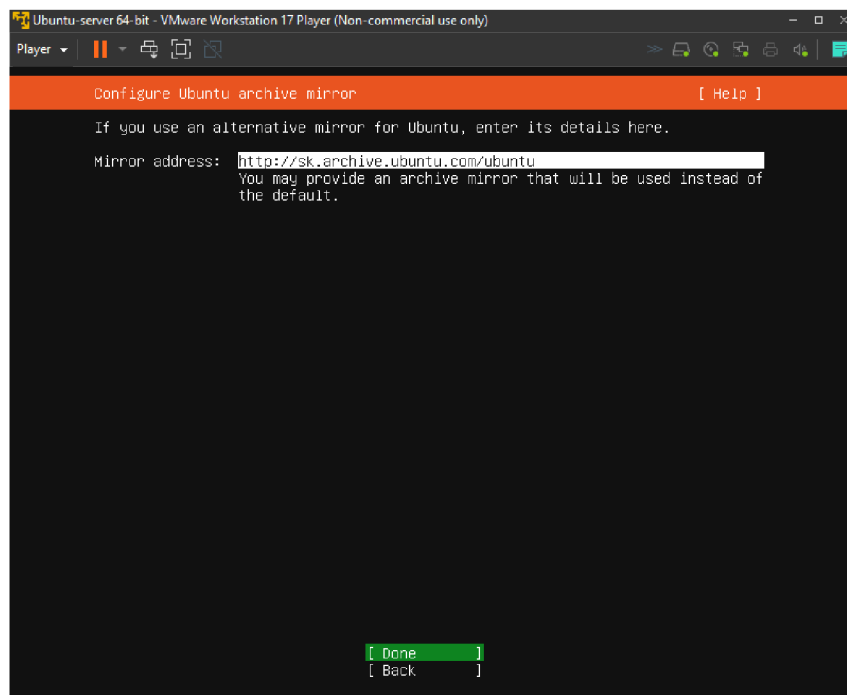 Ubuntu-server 64-bit - VMware Workstation 17 Player (Non-commercial use only)
Player
Configure Ubuntu archive mirror [ Help ]
If you use an alternative mirror for Ubuntu, enter its details here.
Mirror address: http://sk.archive.ubuntu.com/ubuntu
You may provide an archive mirror that will be used instead of
the default.
[ Done ]
[ Back ]